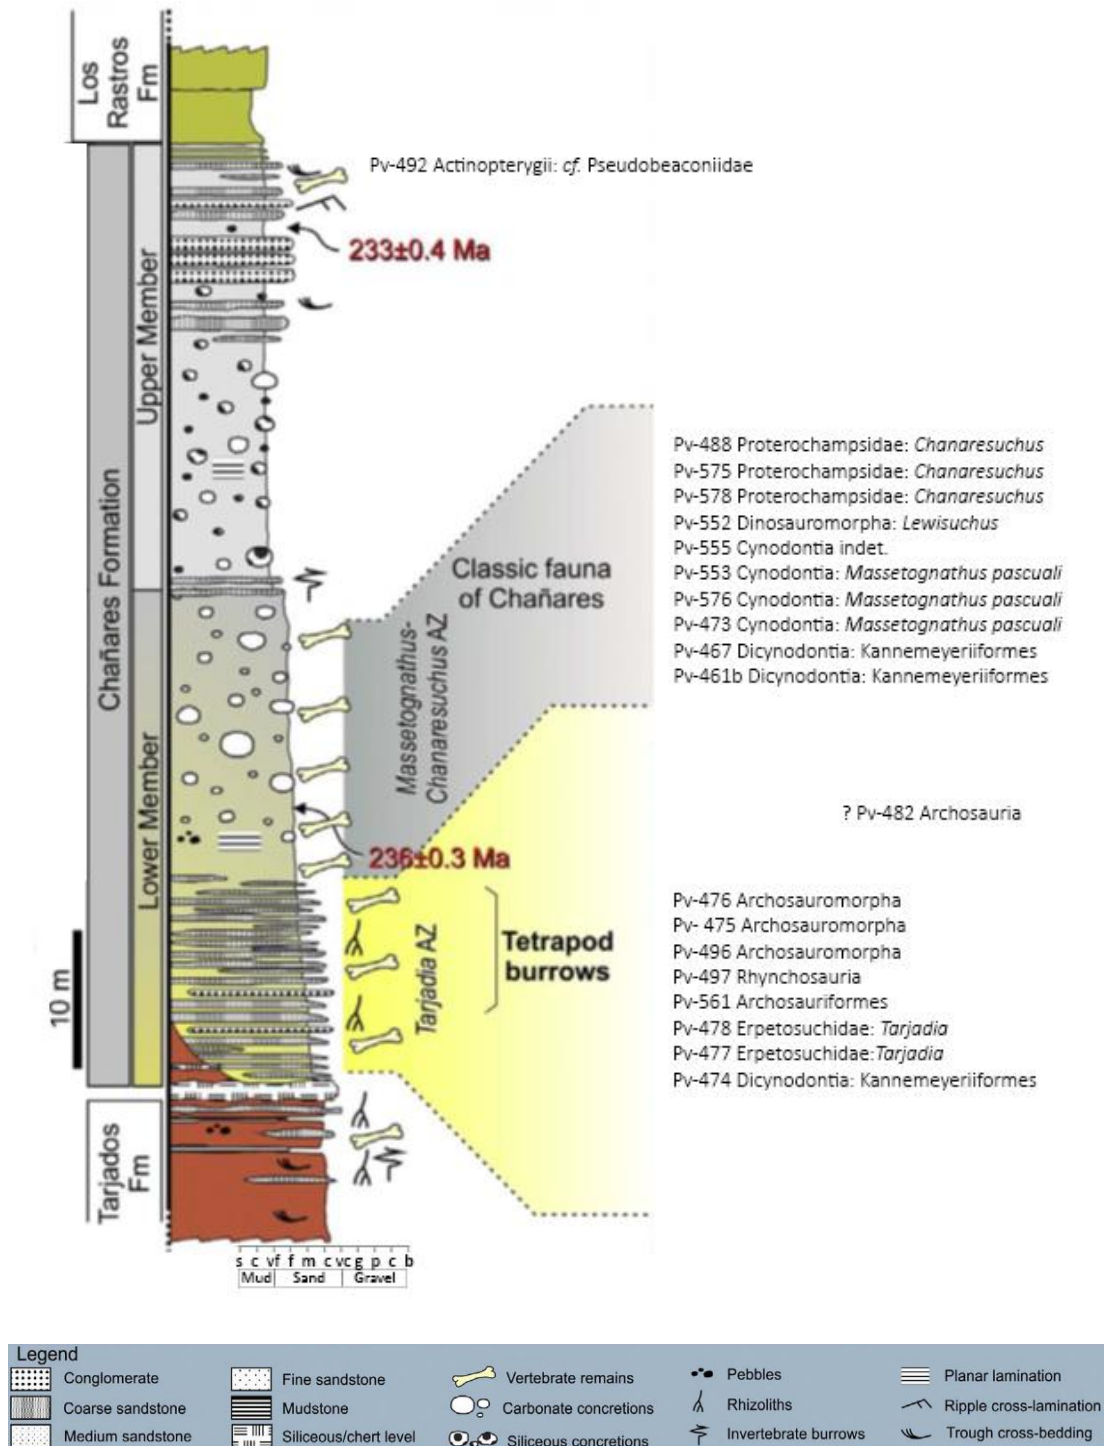 Los
Rastros
Fm
Pv-492 Actinopterygii: cf. Pseudobeaconiidae
233±0.4 Ma
Upper Member
Chañares Formation
Classic fauna
of Chañares
Massetognathus-
Chanaresuchus AZ
Pv-488 Proterochampsidae: Chanaresuchus
Pv-575 Proterochampsidae: Chanaresuchus
Pv-578 Proterochampsidae: Chanaresuchus
Pv-552 Dinosauromorpha: Lewisuchus
Pv-555 Cynodontia indet.
Pv-553 Cynodontia: Massetognathus pascuali
Pv-576 Cynodontia: Massetognathus pascuali
Pv-473 Cynodontia: Massetognathus pascuali
Pv-467 Dicynodontia: Kannemeyeriiformes
Pv-461b Dicynodontia: Kannemeyeriiformes
Lower Member
? Pv-482 Archosauria
236±0.3 Ma
Tarjadia AZ
Tetrapod
burrows
Pv-476 Archosauromorpha
Pv- 475 Archosauromorpha
Pv-496 Archosauromorpha
Pv-497 Rhynchosauria
Pv-561 Archosauriformes
Pv-478 Erpetosuchidae: Tarjadia
Pv-477 Erpetosuchidae:Tarjadia
Pv-474 Dicynodontia: Kannemeyeriiformes
10 m
Tarjados
Fm
s c vf f m c vc g p c b
Mud Sand Gravel
Legend
Conglomerate
Fine sandstone
Vertebrate remains
Pebbles
Planar lamination
Coarse sandstone
Mudstone
Carbonate concretions
Rhizoliths
Ripple cross-lamination
Medium sandstone
Siliceous/chert level
Siliceous concretions
Invertebrate burrows
Trough cross-bedding